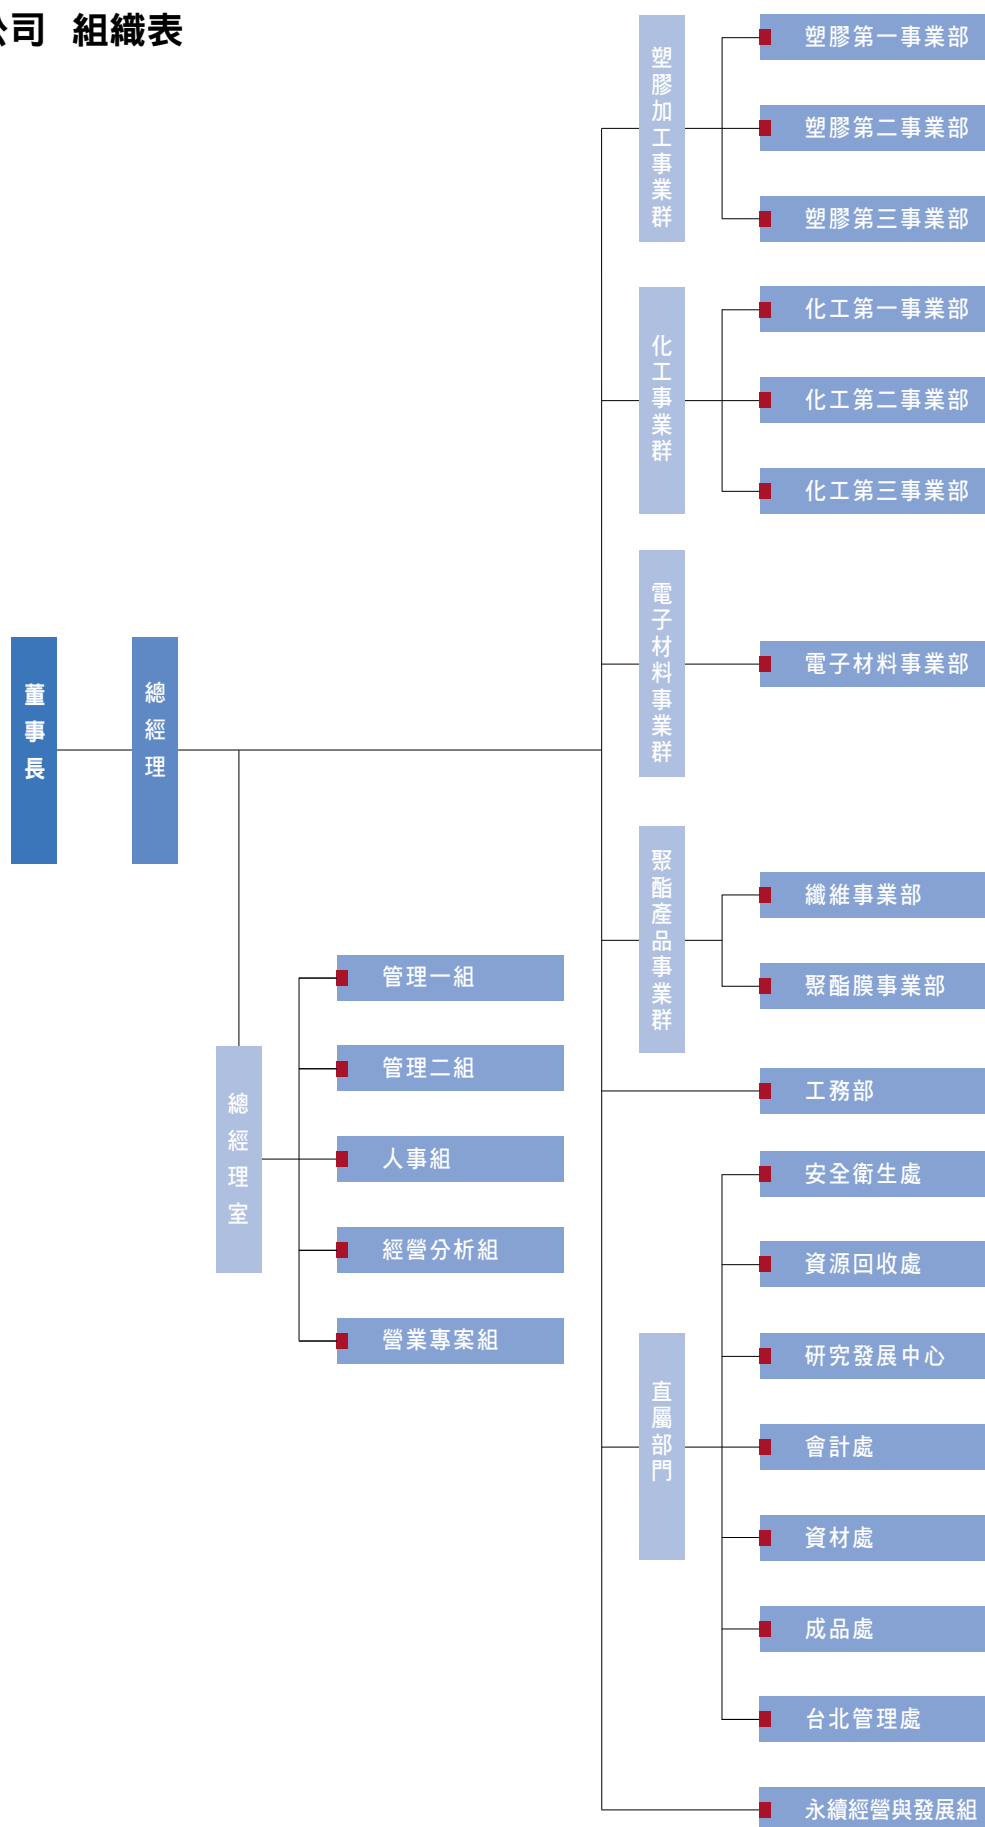 公司 組織表
董事長
總經理
總經理室
管理一組
管理二組
人事組
經營分析組
營業專案組
塑膠加工事業群
塑膠第一事業部
塑膠第二事業部
塑膠第三事業部
化工事業群
化工第一事業部
化工第二事業部
化工第三事業部
電子材料事業群
電子材料事業部
聚酯產品事業群
纖維事業部
聚酯膜事業部
工務部
直屬部門
安全衛生處
資源回收處
研究發展中心
會計處
資材處
成品處
台北管理處
永續經營與發展組